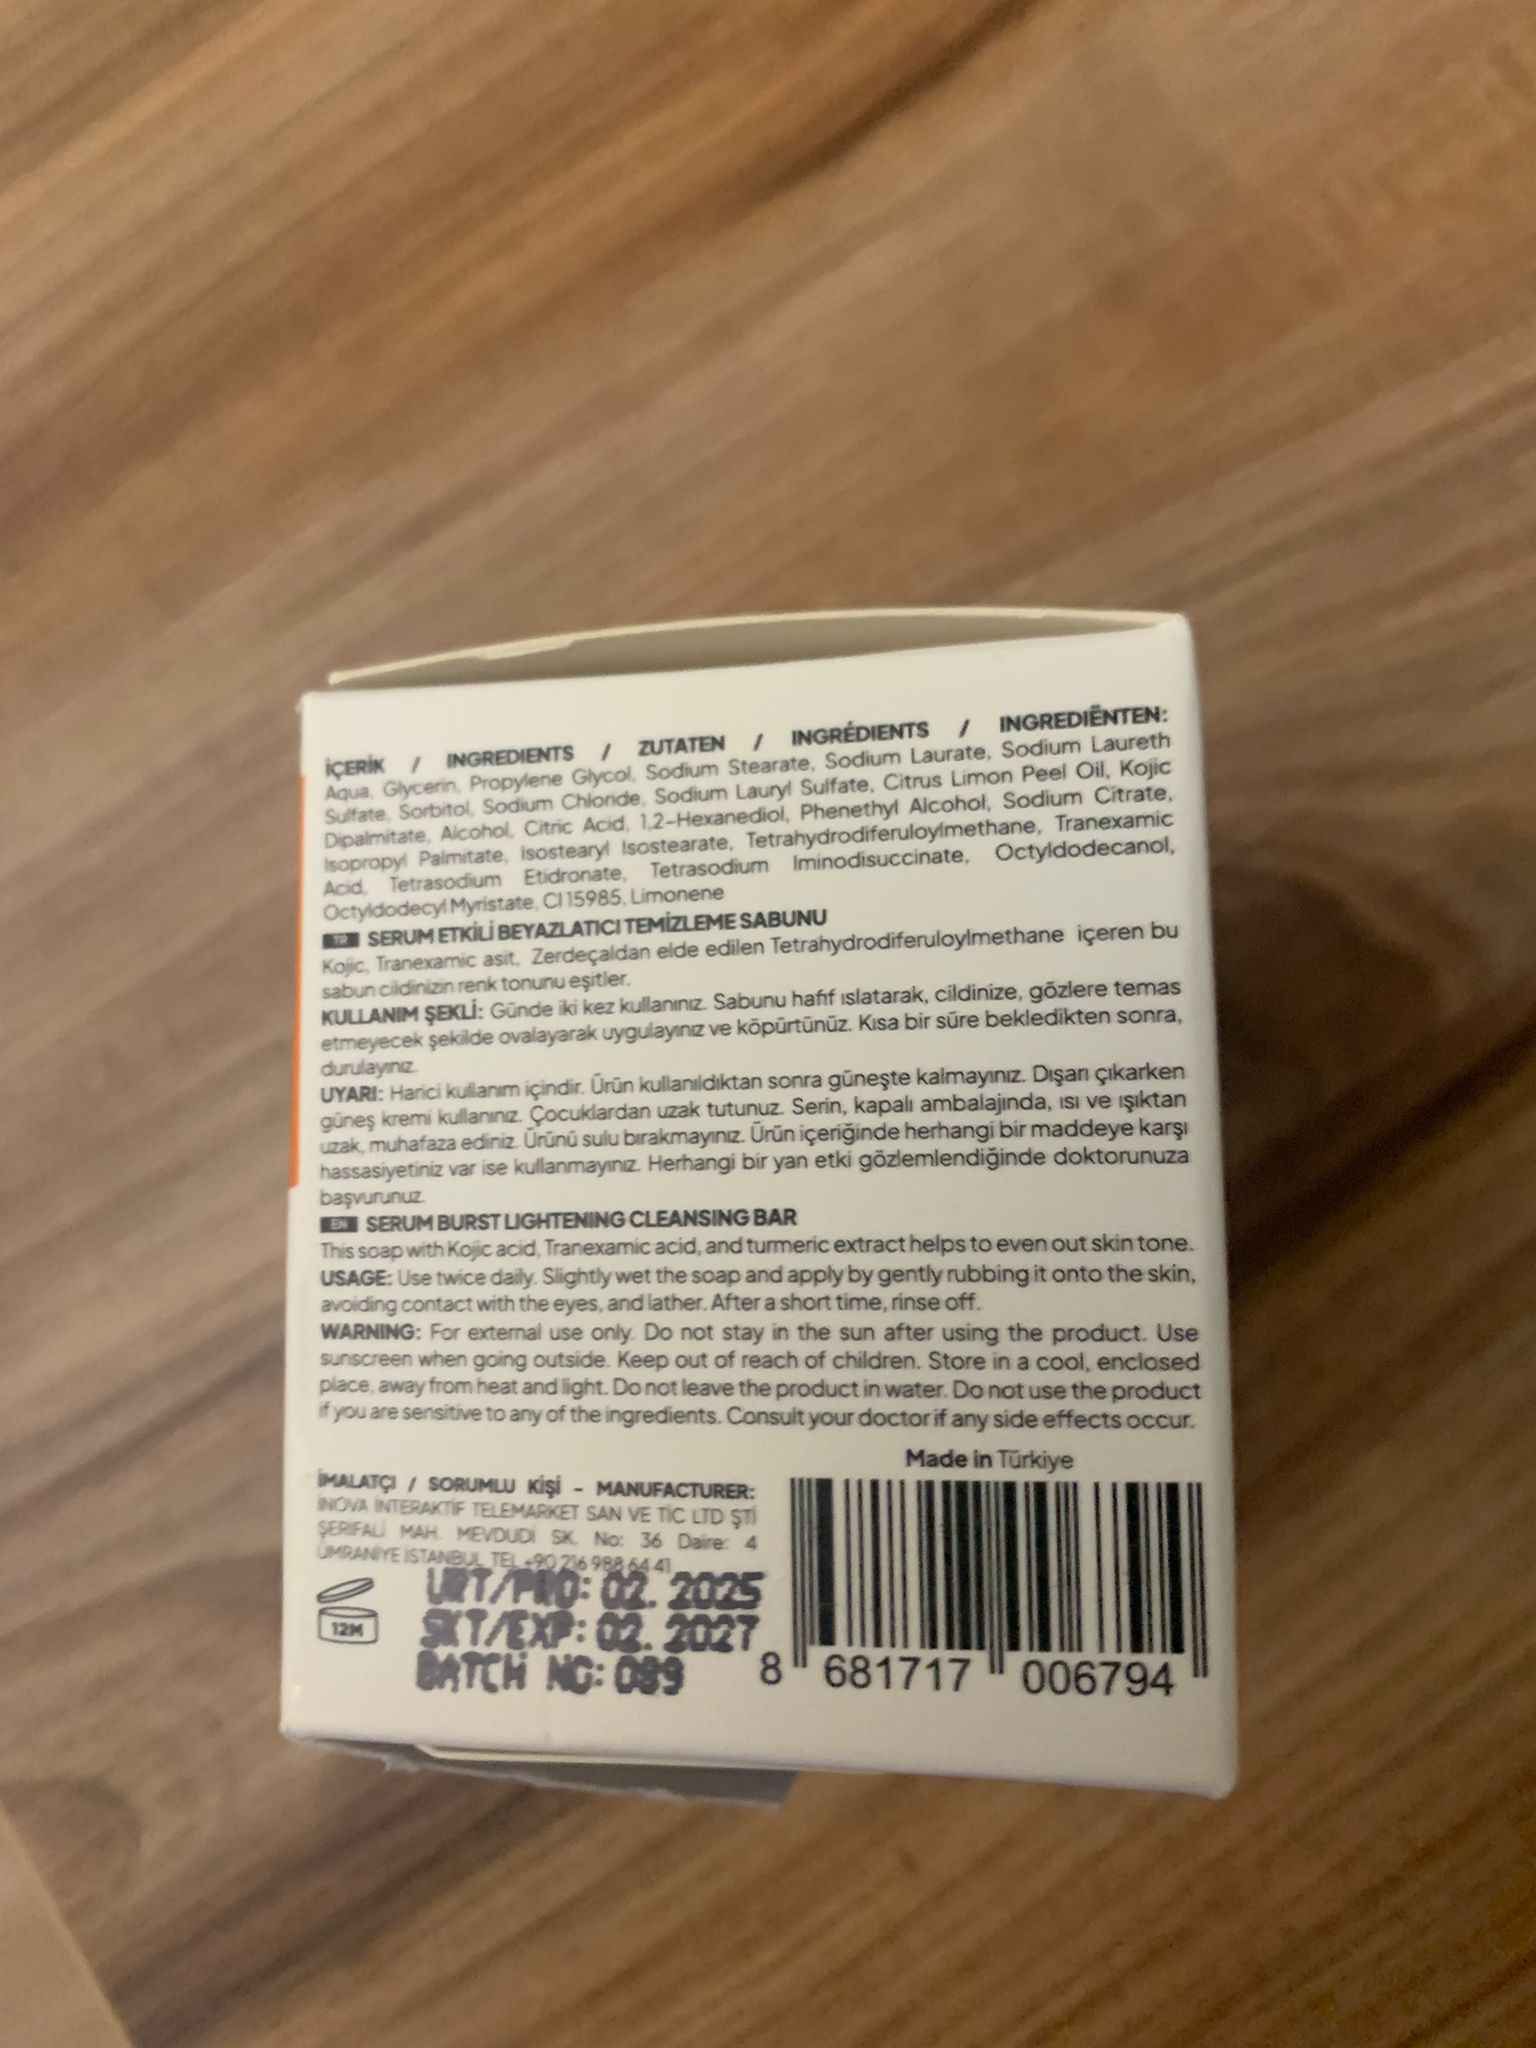 İÇERİK / INGREDIENTS / ZUTATEN / INGRÉDIENTS / INGREDIËNTEN:
Aqua, Glycerin, Propylene Glycol, Sodium Stearate, Sodium Laurate, Sodium Laureth
Sulfate, Sorbitol, Sodium Chloride, Sodium Lauryl Sulfate, Citrus Limon Peel Oil, Kojic
Dipalmitate, Alcohol, Citric Acid, 1,2-Hexanediol, Phenethyl Alcohol, Sodium Citrate,
Isopropyl Palmitate, Isostearyl Isostearate, Tetrahydrodiferuloylmethane, Tranexamic
Acid, Tetrasodium Etidronate, Tetrasodium Iminodisuccinate, Octyldodecanol,
Octyldodecyl Myristate, CI 15985, Limonene
TR SERUM ETKİLİ BEYAZLATICI TEMİZLEME SABUNU
Kojic, Tranexamic asit, Zerdeçaldan elde edilen Tetrahydrodiferuloylmethane içeren bu
sabun cildinizin renk tonunu eşitler.
KULLANIM ŞEKLİ: Günde iki kez kullanınız. Sabunu hafif ıslatarak, cildinize, gözlere temas
etmeyecek şekilde ovalayarak uygulayınız ve köpürtünüz. Kısa bir süre bekledikten sonra,
durulayınız.
UYARI: Harici kullanım içindir. Ürün kullanıldıktan sonra güneşte kalmayınız. Dışarı çıkarken
güneş kremi kullanınız. Çocuklardan uzak tutunuz. Serin, kapalı ambalajında, ısı ve ışıktan
uzak, muhafaza ediniz. Ürünü sulu bırakmayınız. Ürün içeriğinde herhangi bir maddeye karşı
hassasiyetiniz var ise kullanmayınız. Herhangi bir yan etki gözlemlendiğinde doktorunuza
başvurunuz.
EN SERUM BURST LIGHTENING CLEANSING BAR
This soap with Kojic acid, Tranexamic acid, and turmeric extract helps to even out skin tone.
USAGE: Use twice daily. Slightly wet the soap and apply by gently rubbing it onto the skin,
avoiding contact with the eyes, and lather. After a short time, rinse off.
WARNING: For external use only. Do not stay in the sun after using the product. Use
sunscreen when going outside. Keep out of reach of children. Store in a cool, enclosed
place, away from heat and light. Do not leave the product in water. Do not use the product
if you are sensitive to any of the ingredients. Consult your doctor if any side effects occur.
Made in Türkiye
İMALATÇI / SORUMLU KİŞİ - MANUFACTURER:
İNOVA İNTERAKTİF TELEMARKET SAN VE TİC LTD ŞTİ
ŞERİFALİ MAH. MEVDUDİ SK. No: 36 Daire: 4
ÜMRANİYE İSTANBUL TEL +90 216 988 64 41
12M
URT/PRD: 02. 2025
SKT/EXP: 02. 2027
BATCH NO: 099
8 681717 006794